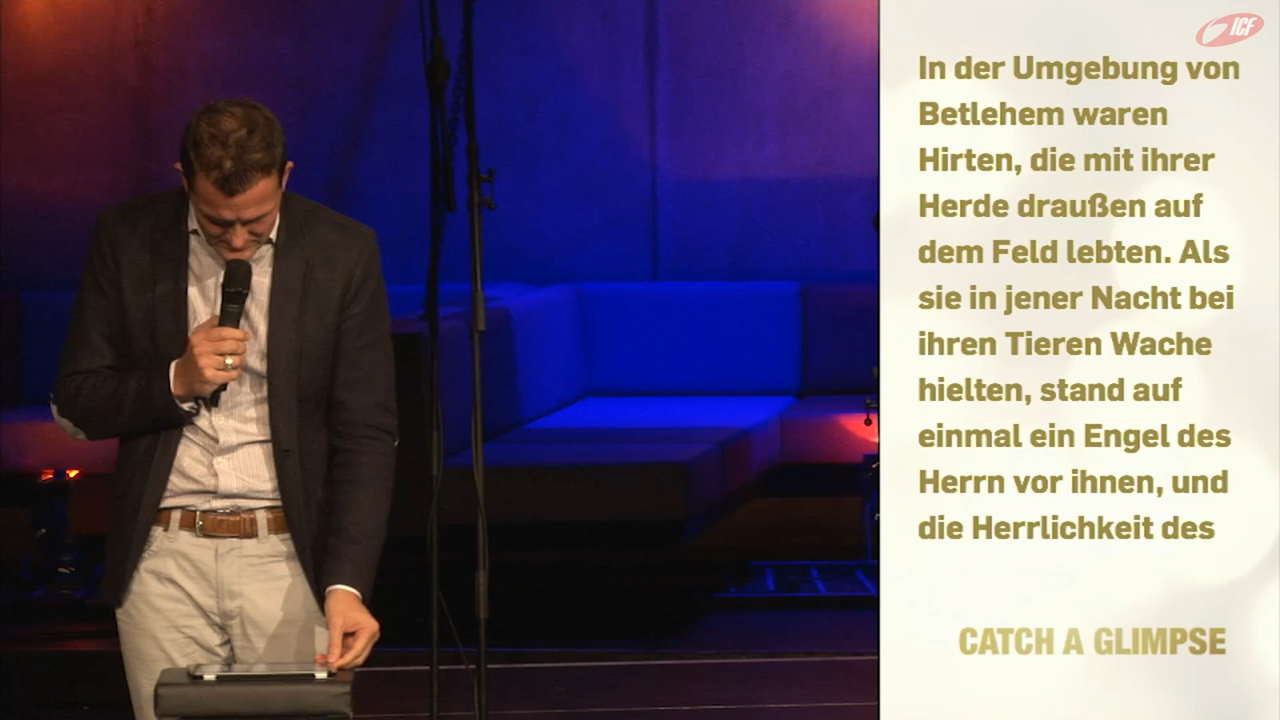 ICF
In der Umgebung von
Betlehem waren
Hirten, die mit ihrer
Herde draußen auf
dem Feld lebten. Als
sie in jener Nacht bei
ihren Tieren Wache
hielten, stand auf
einmal ein Engel des
Herrn vor ihnen, und
die Herrlichkeit des
CATCH A GLIMPSE